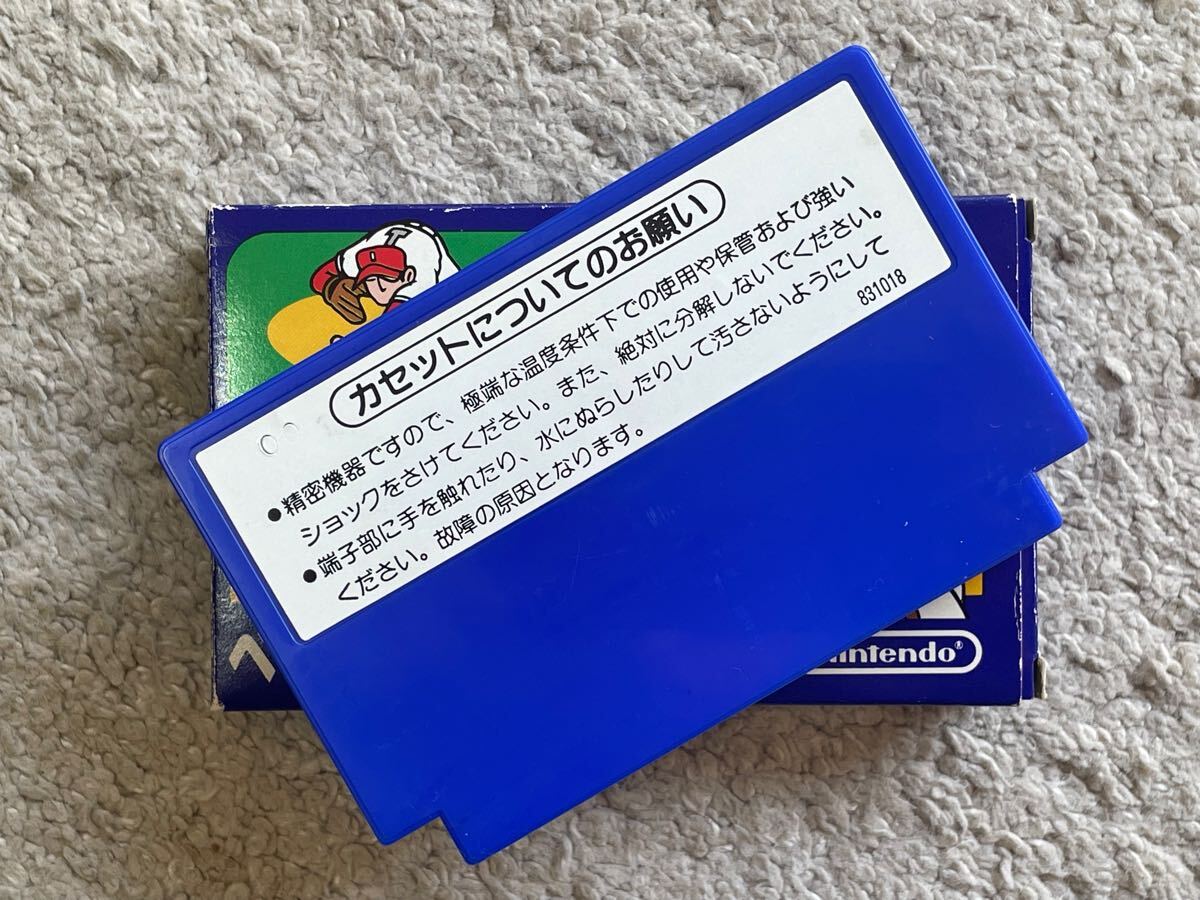 カセットについてのお願い
●精密機器ですので、極端な温度条件下での使用や保管および強い
ショックをさけてください。また、絶対に分解しないでください。
●端子部に手を触れたり、水にぬらしたりして汚さないようにして
ください。故障の原因となります。
831018
Nintendo®